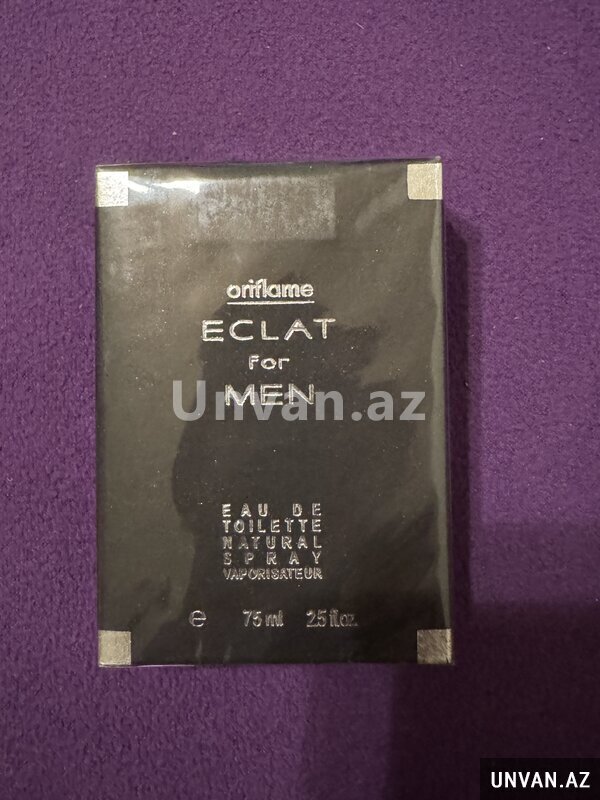 oriflame
ECLAT
for
MEN
Unvan.az
EAU DE
TOILETTE
NATURAL
SPRAY
VAPORISATEUR
e 75 ml 2.5 fl.oz.
UNVAN.AZ